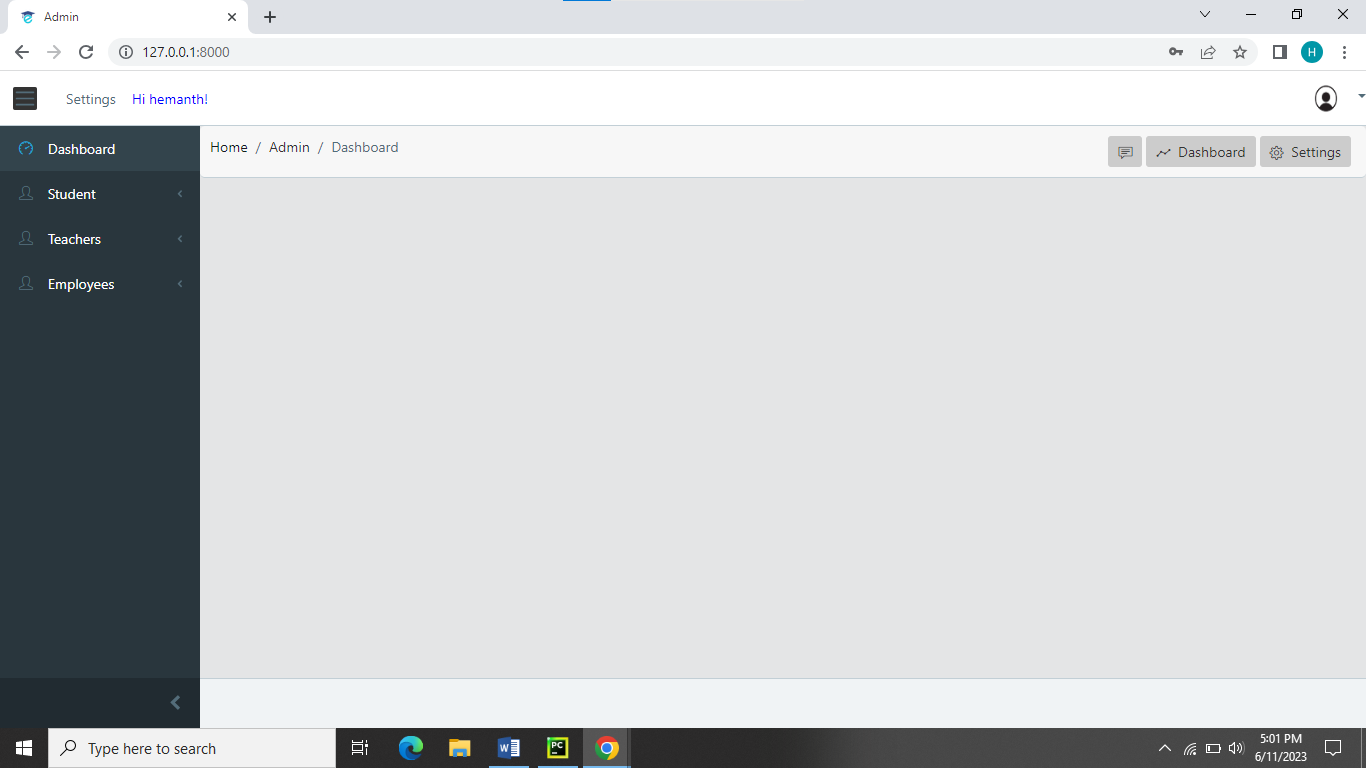 Admin
127.0.0.1:8000
H
Settings Hi hemanth!
Dashboard
Student
Teachers
Employees
Home / Admin / Dashboard
Dashboard Settings
Type here to search
W
PC
5:01 PM
6/11/2023